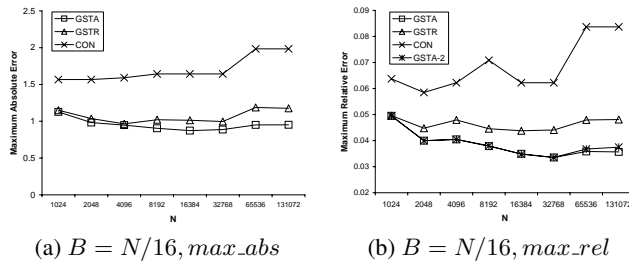 GSTA
GSTR
CON
Maximum Absolute Error
2.5
2
1.5
1
0.5
0
1024 2048 4096 8192 16384 32768 65536 131072
N
(a) B = N/16, max_abs
GSTA
GSTR
CON
GSTA-2
Maximum Relative Error
0.09
0.08
0.07
0.06
0.05
0.04
0.03
0.02
1024 2048 4096 8192 16384 32768 65536 131072
N
(b) B = N/16, max_rel